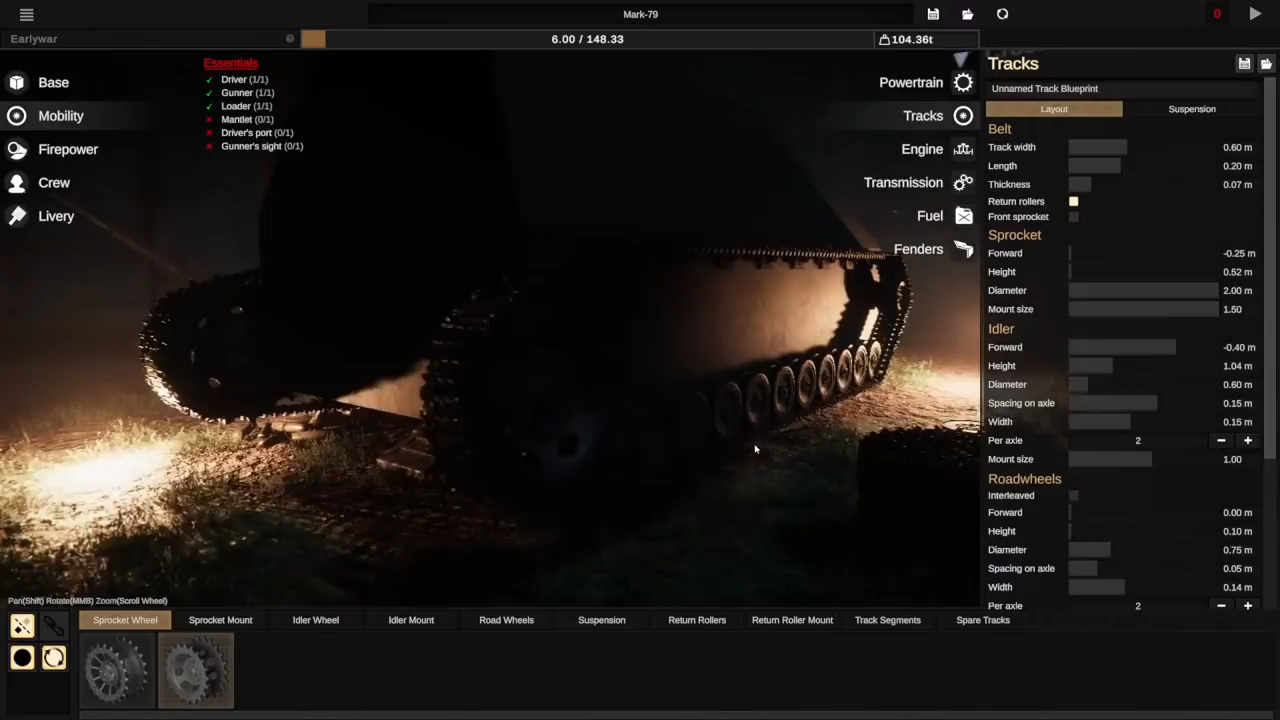 Mark-79
0
Earlywar
6.00 / 148.33
104.36t
Essentials
Driver (1/1)
Gunner (1/1)
Loader (1/1)
Mantlet (0/1)
Driver's port (0/1)
Gunner's sight (0/1)
Base
Mobility
Firepower
Crew
Livery
Powertrain
Tracks
Engine
Transmission
Fuel
Fenders
Tracks
Unnamed Track Blueprint
Layout
Suspension
Belt
Track width 0.60 m
Length 0.20 m
Thickness 0.07 m
Return rollers
Front sprocket
Sprocket
Forward -0.25 m
Height 0.52 m
Diameter 2.00 m
Mount size 1.50
Idler
Forward -0.40 m
Height 1.04 m
Diameter 0.60 m
Spacing on axle 0.15 m
Width 0.15 m
Per axle 2
Mount size 1.00
Roadwheels
Interleaved
Forward 0.00 m
Height 0.10 m
Diameter 0.75 m
Spacing on axle 0.05 m
Width 0.14 m
Per axle 2
Pan(Shift) Rotate(MMB) Zoom(Scroll Wheel)
Sprocket Wheel
Sprocket Mount
Idler Wheel
Idler Mount
Road Wheels
Suspension
Return Rollers
Return Roller Mount
Track Segments
Spare Tracks